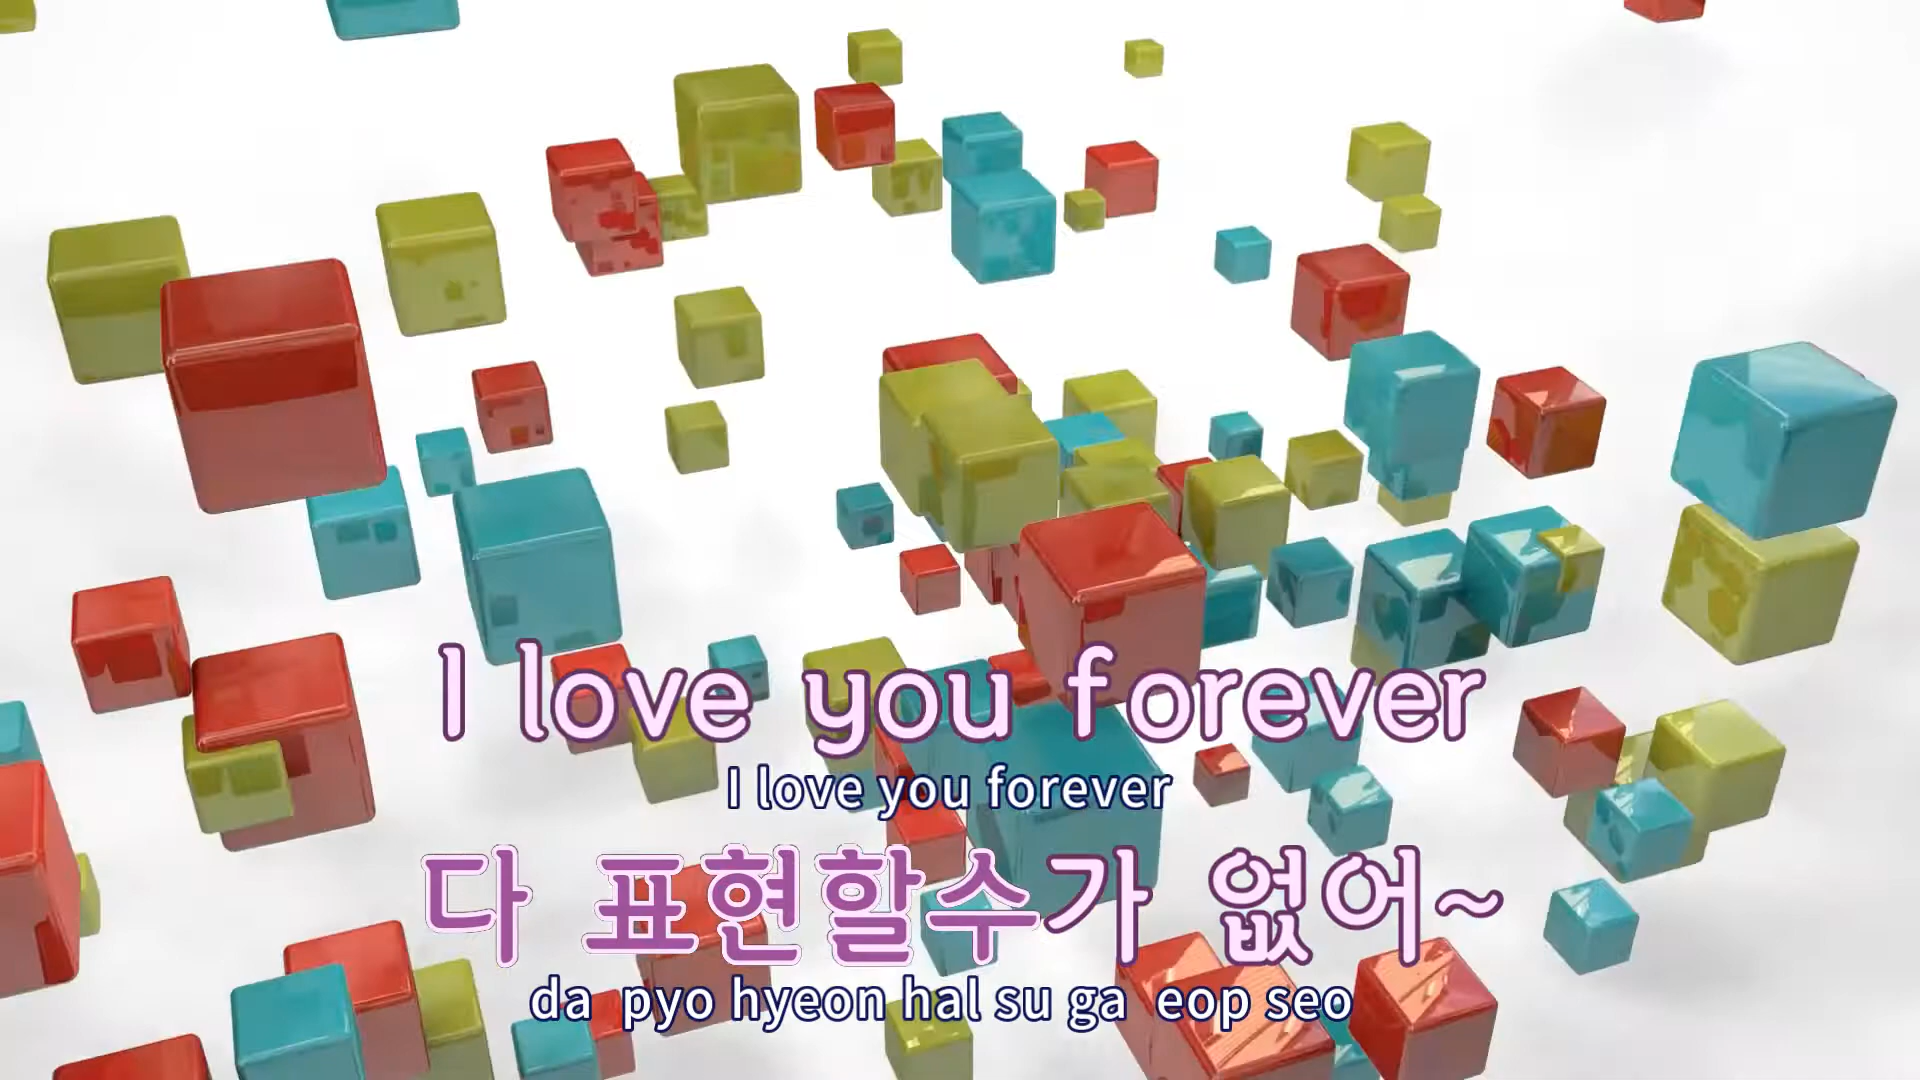 I love you forever
I love you forever
다 표현할수가 없어~
da pyo hyeon hal su ga eop seo